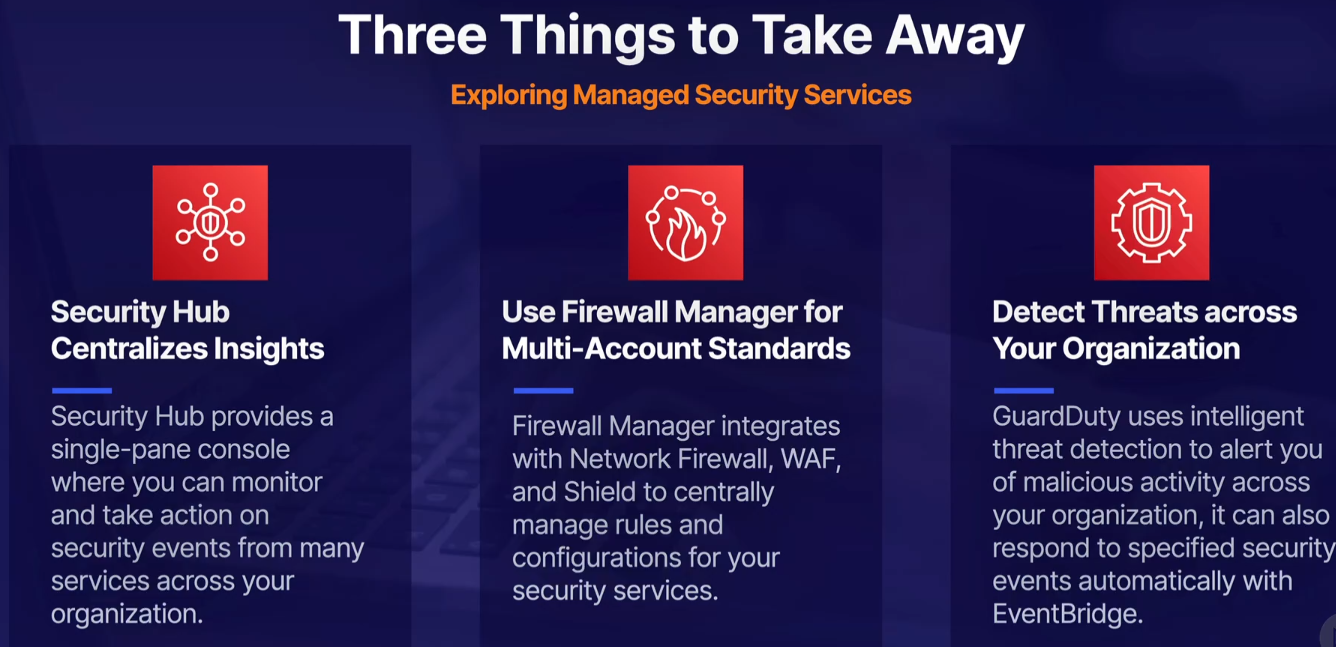 Three Things to Take Away
Exploring Managed Security Services
Security Hub
Centralizes Insights
Security Hub provides a
single-pane console
where you can monitor
and take action on
security events from many
services across your
organization.
Use Firewall Manager for
Multi-Account Standards
Firewall Manager integrates
with Network Firewall, WAF,
and Shield to centrally
manage rules and
configurations for your
security services.
Detect Threats across
Your Organization
GuardDuty uses intelligent
threat detection to alert you
of malicious activity across
your organization, it can also
respond to specified security
events automatically with
EventBridge.